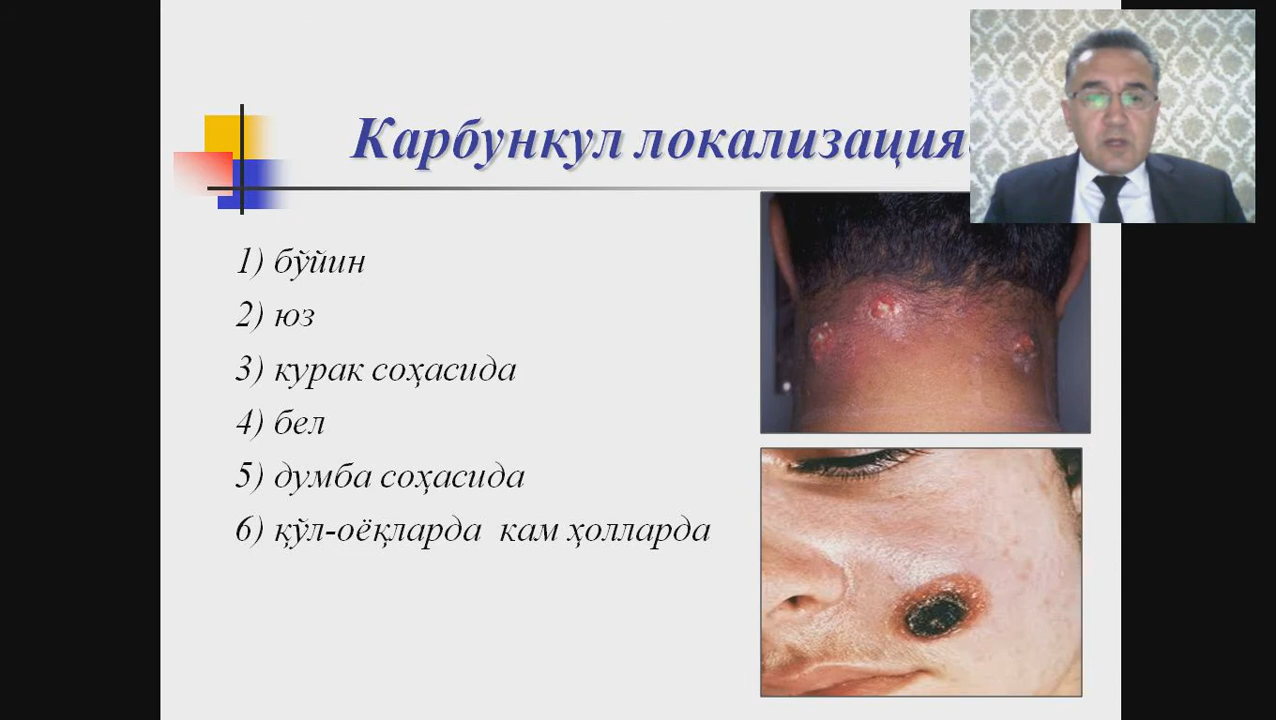 Карбункул локализация
1) бўйин
2) юз
3) курак соҳасида
4) бел
5) думба соҳасида
6) қўл-оёқларда кам ҳолларда